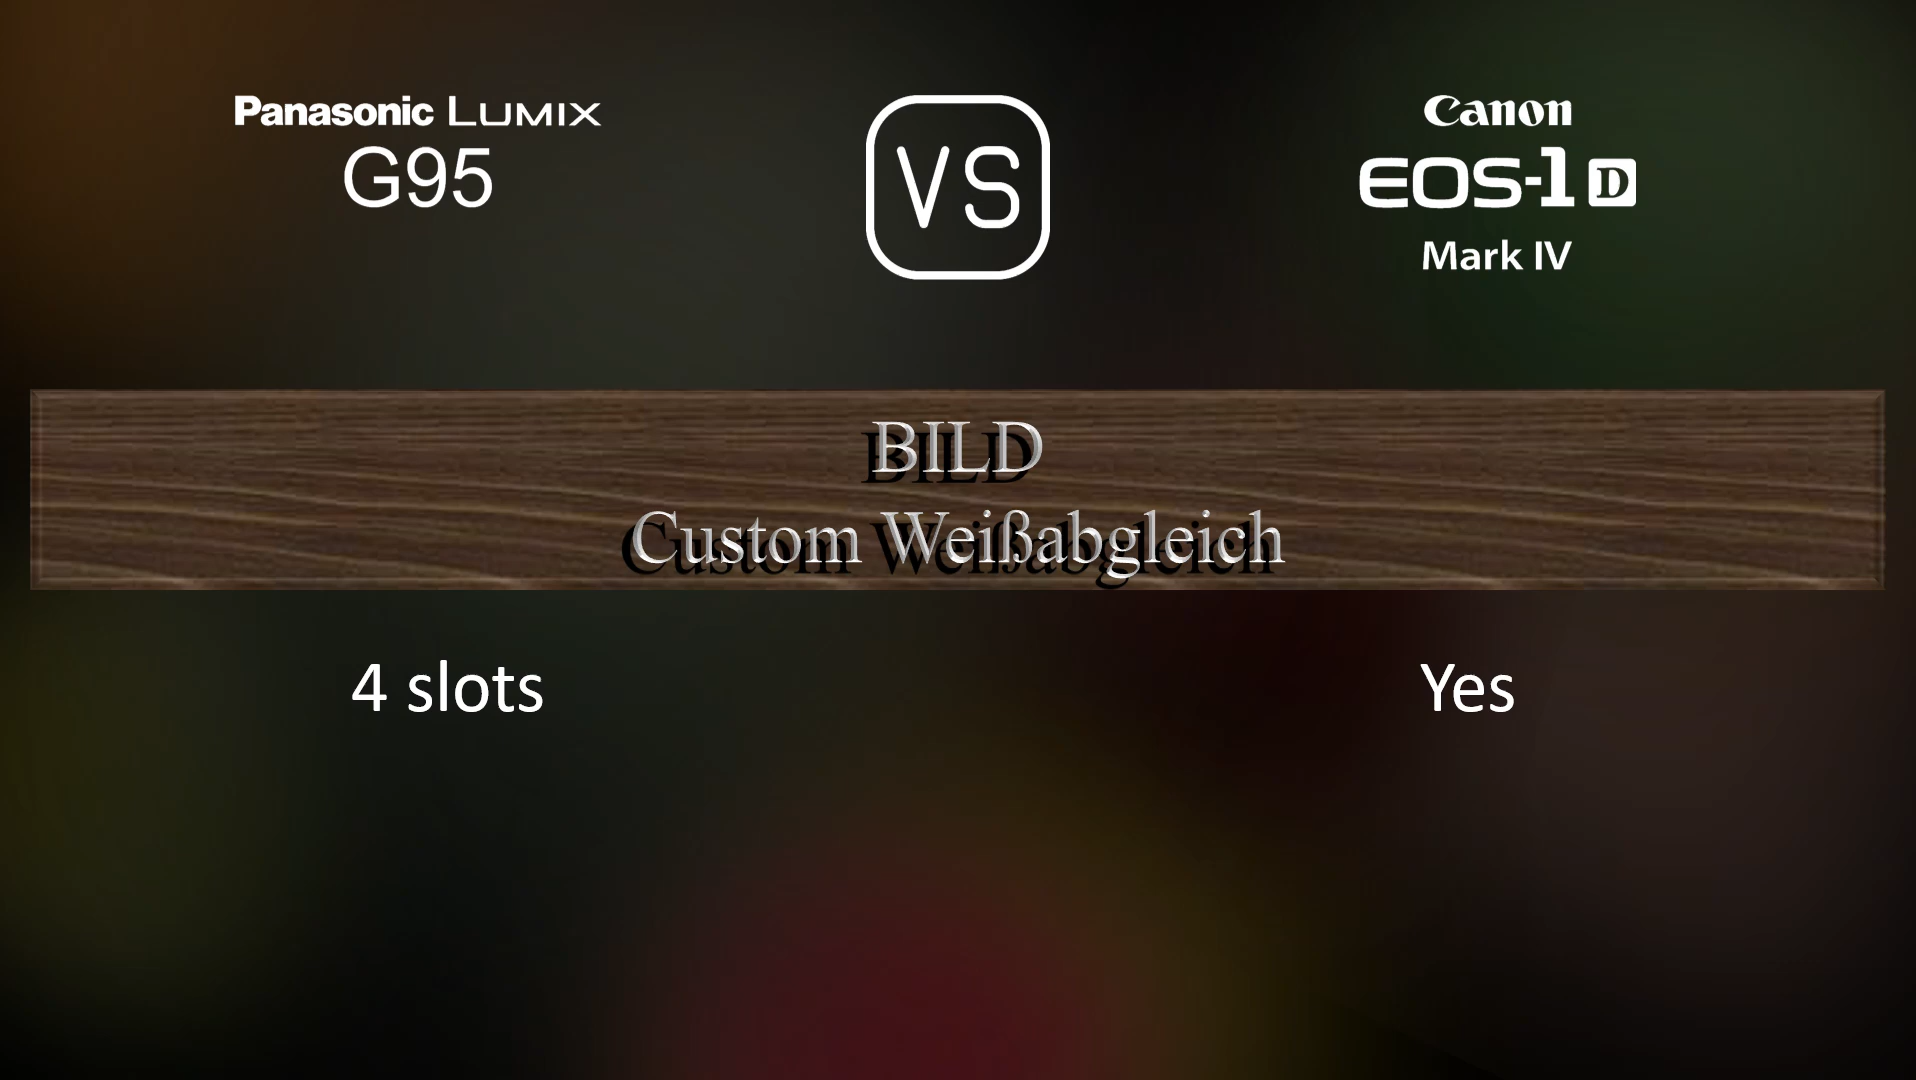 Panasonic LUMIX
G95
VS
Canon
EOS-1D
Mark IV
BILD
Custom Weißabgleich
4 slots
Yes